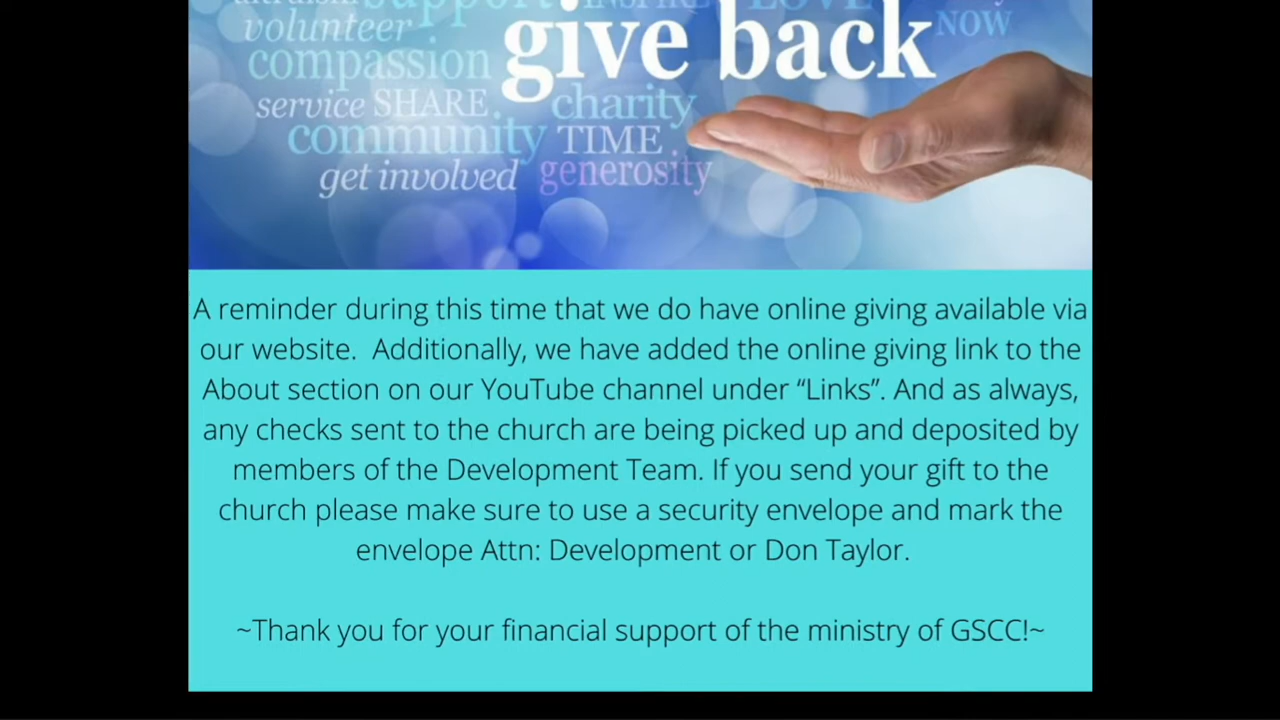 support INSPIRE LOVE
volunteer give back NOW
compassion
service SHARE charity
community TIME
get involved generosity
A reminder during this time that we do have online giving available via
our website.  Additionally, we have added the online giving link to the
About section on our YouTube channel under “Links”. And as always,
any checks sent to the church are being picked up and deposited by
members of the Development Team. If you send your gift to the
church please make sure to use a security envelope and mark the
envelope Attn: Development or Don Taylor.
~Thank you for your financial support of the ministry of GSCC!~